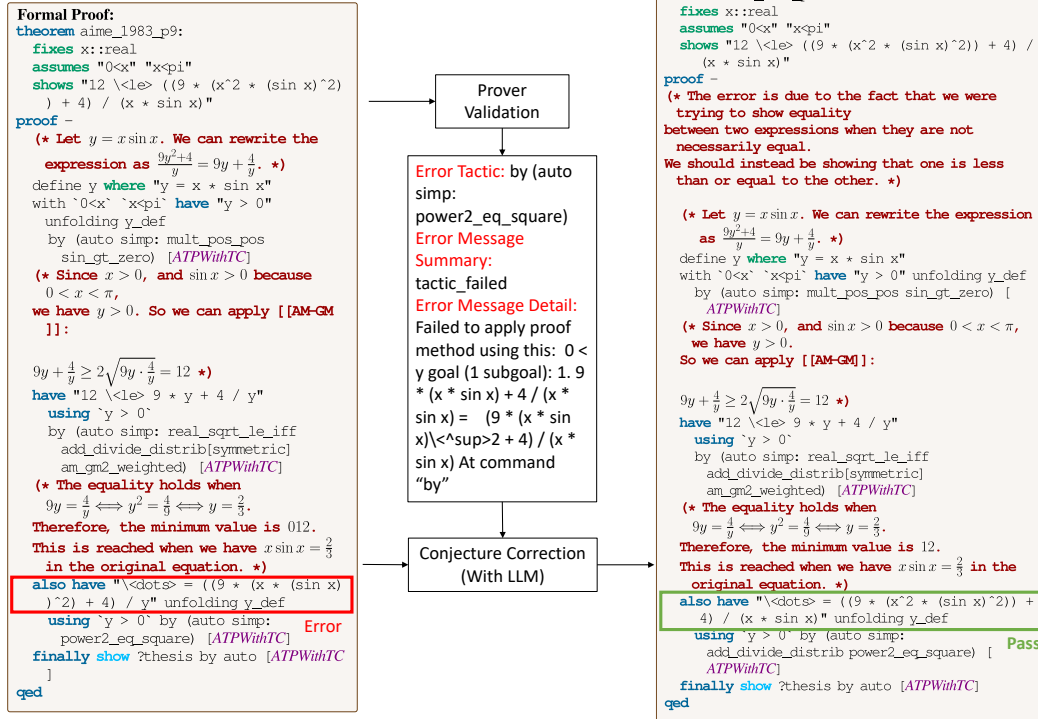 Formal Proof:
theorem aime_1983_p9:
fixes x::real
assumes "0<x" "x<pi"
shows "12 \<le> ((9 * (x^2 * (sin x)^2)
) + 4) / (x * sin x)"
proof -
(* Let y = x sin x. We can rewrite the
expression as \frac{9y^2+4}{y} = 9y + \frac{4}{y}. *)
define y where "y = x * sin x"
with `0<x` `x<pi` have "y > 0"
unfolding y_def
by (auto simp: mult_pos_pos
sin_gt_zero) [ATPWithTC]
(* Since x > 0, and sin x > 0 because
0 < x < π,
we have y > 0. So we can apply [[AM-GM
]]:
9y + \frac{4}{y} ≥ 2\sqrt{9y · \frac{4}{y}} = 12 *)
have "12 \<le> 9 * y + 4 / y"
using `y > 0`
by (auto simp: real_sqrt_le_iff
add_divide_distrib[symmetric]
am_gm2_weighted) [ATPWithTC]
(* The equality holds when
9y = \frac{4}{y} ⟺ y^2 = \frac{4}{9} ⟺ y = \frac{2}{3}.
Therefore, the minimum value is 012.
This is reached when we have x sin x = \frac{2}{3}
in the original equation. *)
also have "\<dots> = ((9 * (x * (sin x)
)^2) + 4) / y" unfolding y_def
using `y > 0` by (auto simp:
power2_eq_square) [ATPWithTC]
Error
finally show ?thesis by auto [ATPWithTC
]
qed
Prover
Validation
Error Tactic: by (auto
simp:
power2_eq_square)
Error Message
Summary:
tactic_failed
Error Message Detail:
Failed to apply proof
method using this: 0 <
y goal (1 subgoal): 1. 9
* (x * sin x) + 4 / (x *
sin x) = (9 * (x * sin
x)\<^sup>2 + 4) / (x *
sin x) At command
“by”
Conjecture Correction
(With LLM)
fixes x::real
assumes "0<x" "x<pi"
shows "12 \<le> ((9 * (x^2 * (sin x)^2)) + 4) /
(x * sin x)"
proof -
(* The error is due to the fact that we were
trying to show equality
between two expressions when they are not
necessarily equal.
We should instead be showing that one is less
than or equal to the other. *)
(* Let y = x sin x. We can rewrite the expression
as \frac{9y^2+4}{y} = 9y + \frac{4}{y}. *)
define y where "y = x * sin x"
with `0<x` `x<pi` have "y > 0" unfolding y_def
by (auto simp: mult_pos_pos sin_gt_zero) [
ATPWithTC]
(* Since x > 0, and sin x > 0 because 0 < x < π,
we have y > 0.
So we can apply [[AM-GM]]:
9y + \frac{4}{y} ≥ 2\sqrt{9y · \frac{4}{y}} = 12 *)
have "12 \<le> 9 * y + 4 / y"
using `y > 0`
by (auto simp: real_sqrt_le_iff
add_divide_distrib[symmetric]
am_gm2_weighted) [ATPWithTC]
(* The equality holds when
9y = \frac{4}{y} ⟺ y^2 = \frac{4}{9} ⟺ y = \frac{2}{3}.
Therefore, the minimum value is 12.
This is reached when we have x sin x = \frac{2}{3} in the
original equation. *)
also have "\<dots> = ((9 * (x^2 * (sin x)^2)) +
4) / (x * sin x)" unfolding y_def
using `y > 0` by (auto simp:
Pass
add_divide_distrib power2_eq_square) [
ATPWithTC]
finally show ?thesis by auto [ATPWithTC]
qed